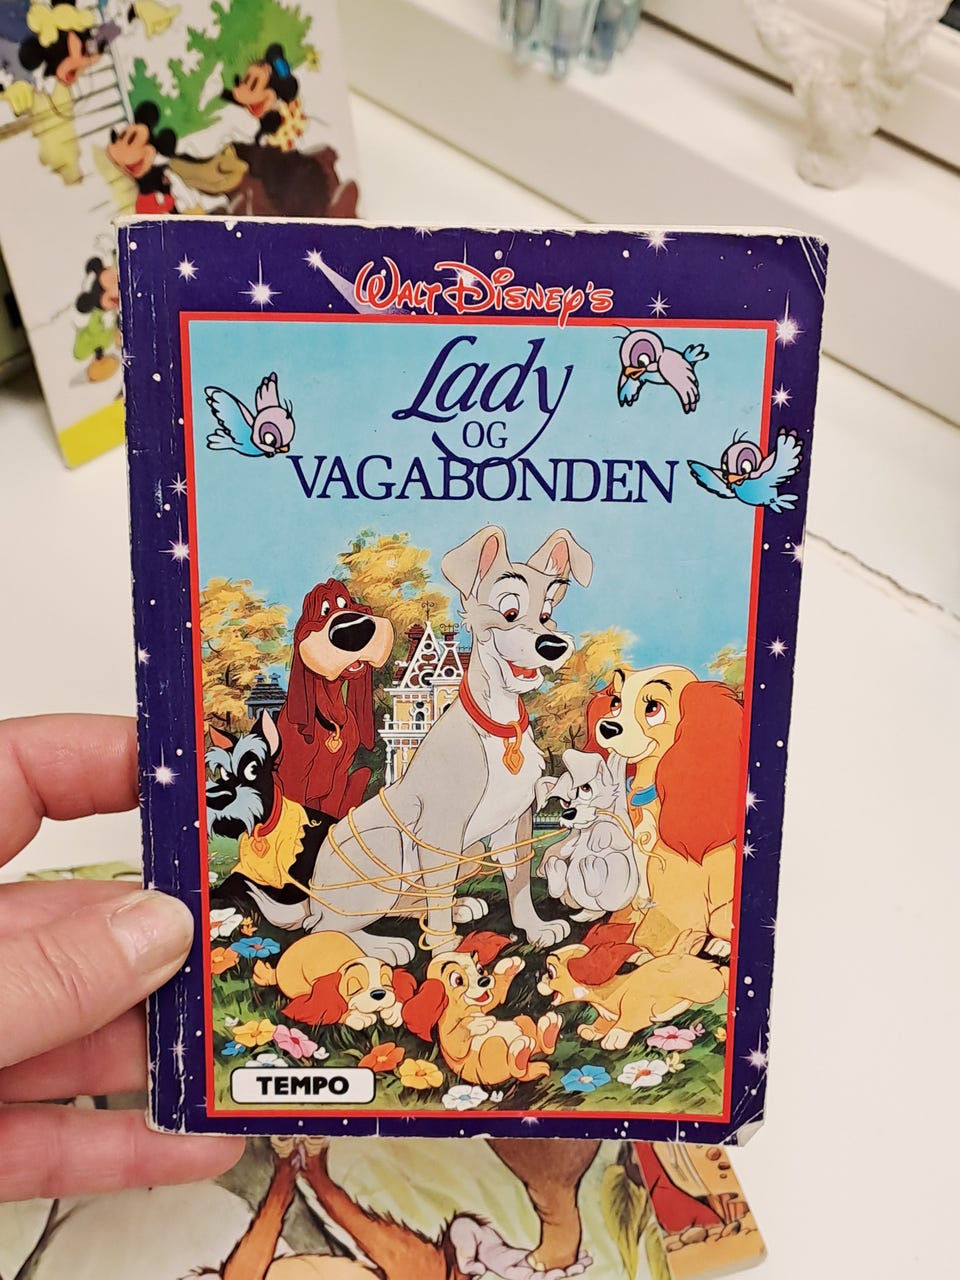 WALT DISNEY'S
Lady
OG
VAGABONDEN
TEMPO